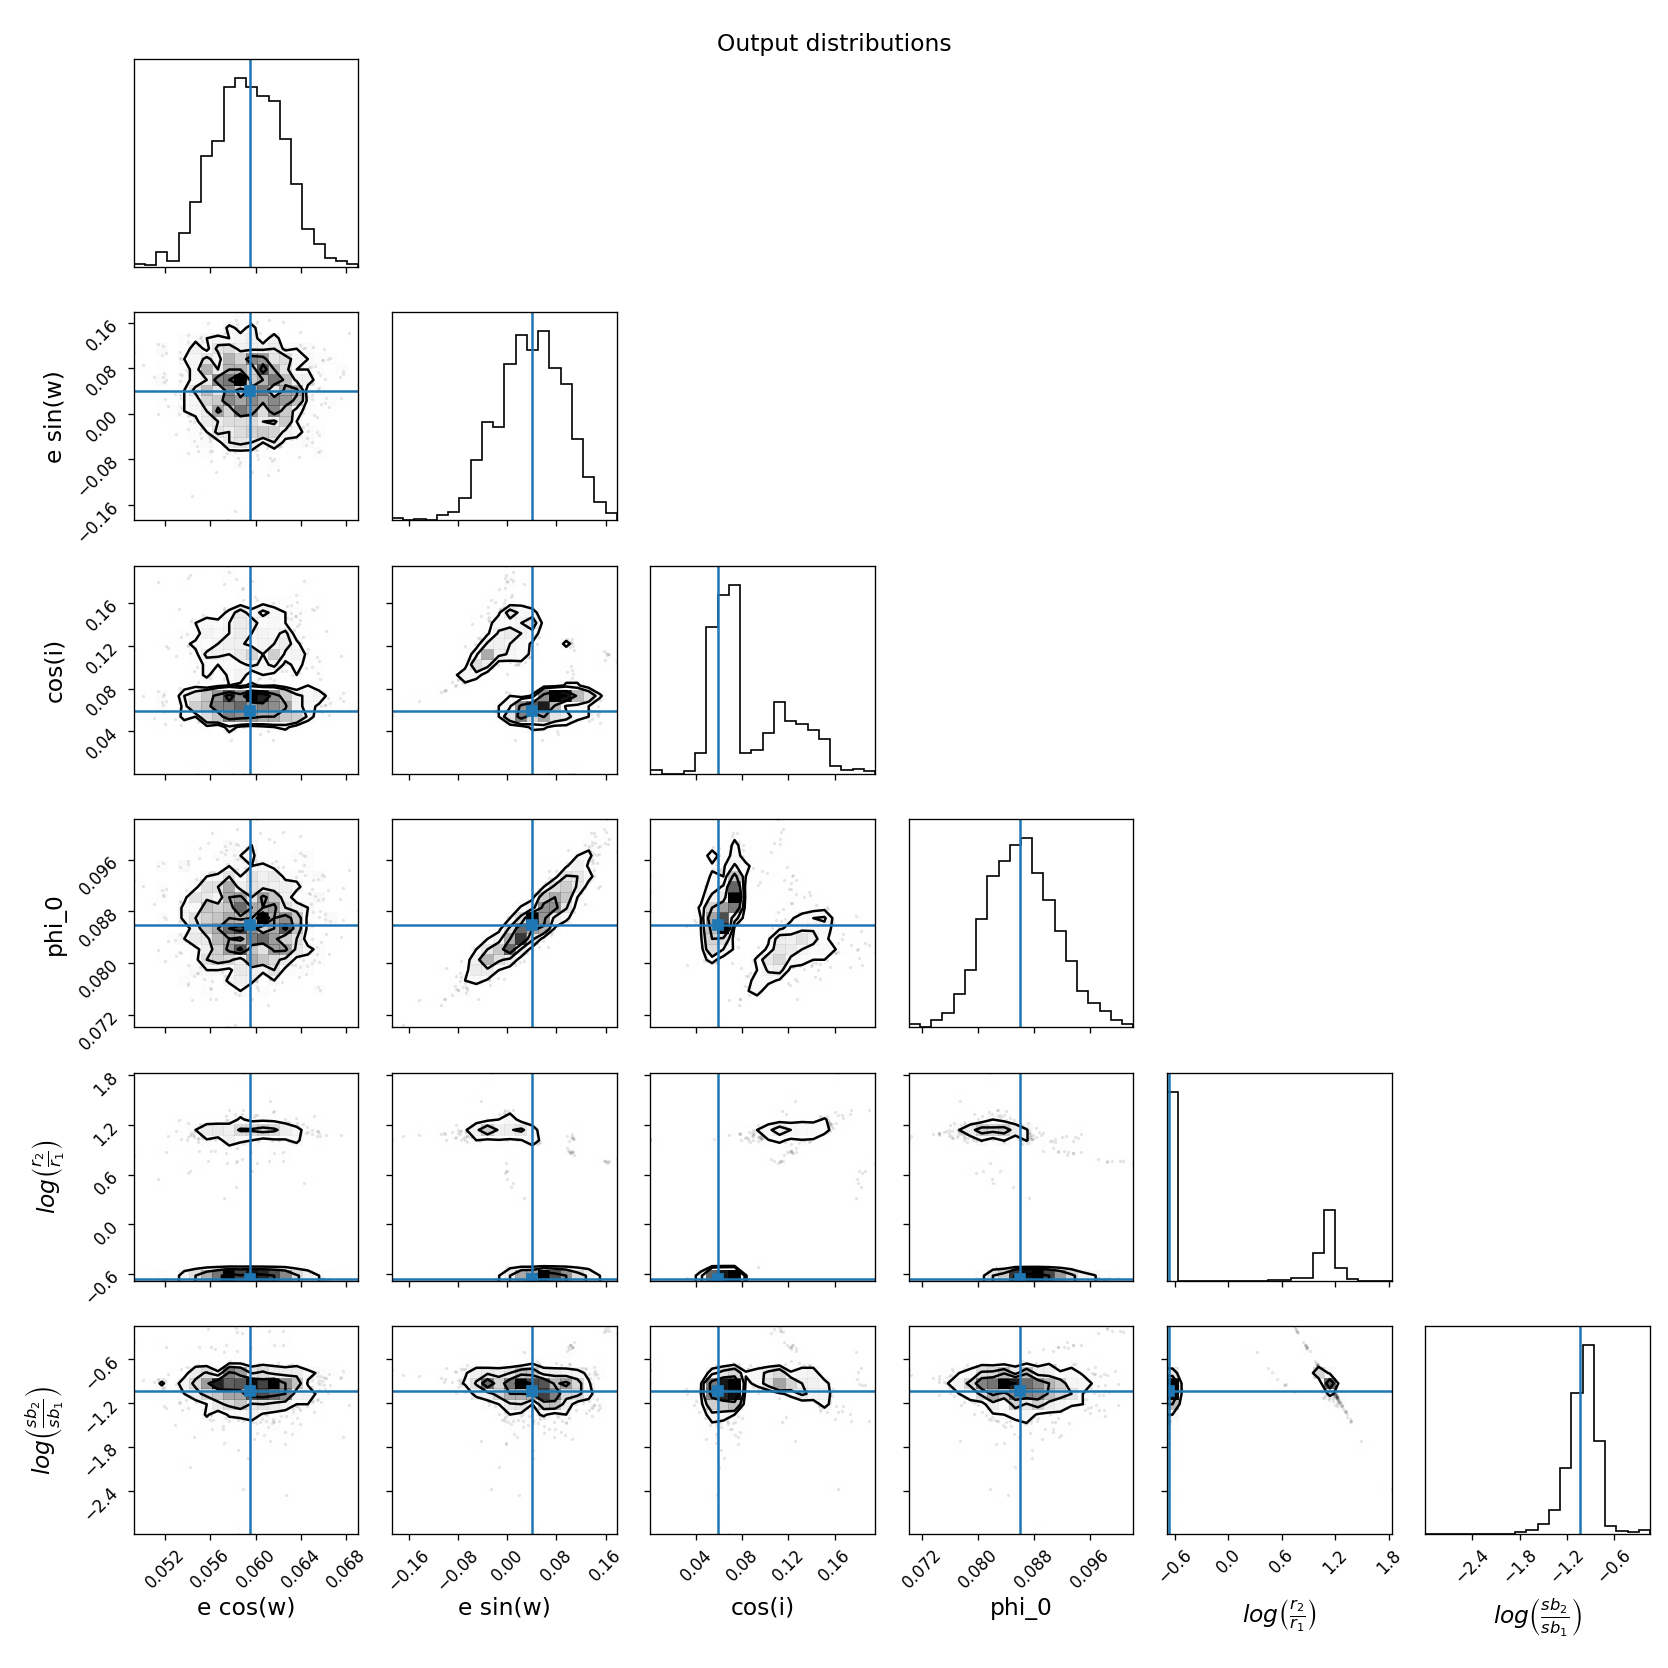 Output distributions
0.16
0.08
0.00
−0.08
−0.16
e sin(w)
0.16
0.12
0.08
0.04
cos(i)
0.096
0.088
0.080
0.072
phi_0
1.8
1.2
0.6
0.0
−0.6
log(r₂/r₁)
−0.6
−1.2
−1.8
−2.4
log(sb₂/sb₁)
0.052 0.056 0.060 0.064 0.068 −0.16 −0.08 0.00 0.08 0.16 0.04 0.08 0.12 0.16 0.072 0.080 0.088 0.096 −0.6 0.0 0.6 1.2 1.8 −2.4 −1.8 −1.2 −0.6
e cos(w) e sin(w) cos(i) phi_0 log(r₂/r₁) log(sb₂/sb₁)